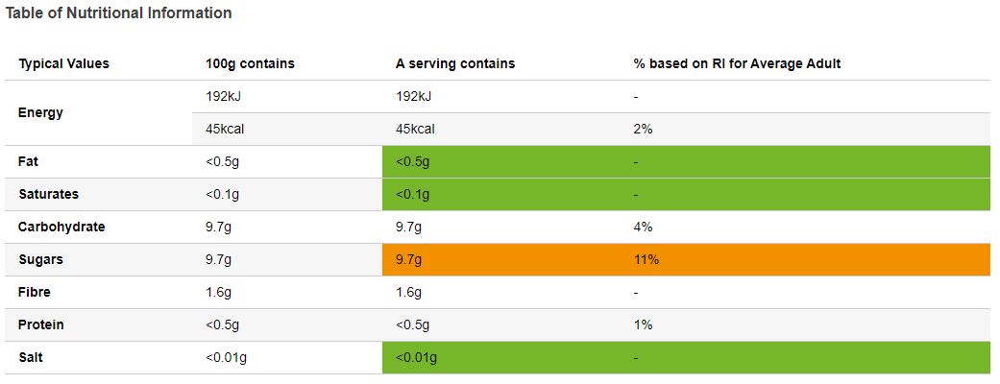 Table of Nutritional Information
Typical Values 100g contains A serving contains % based on RI for Average Adult
Energy 192kJ 192kJ -
45kcal 45kcal 2%
Fat <0.5g <0.5g -
Saturates <0.1g <0.1g -
Carbohydrate 9.7g 9.7g 4%
Sugars 9.7g 9.7g 11%
Fibre 1.6g 1.6g -
Protein <0.5g <0.5g 1%
Salt <0.01g <0.01g -